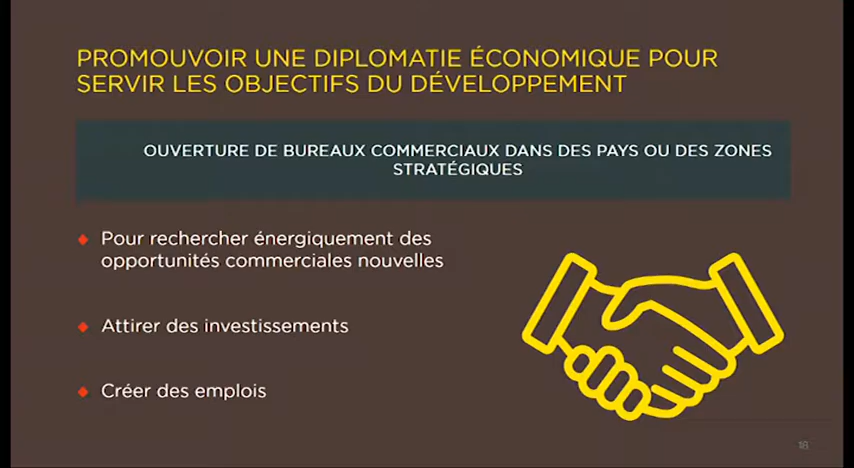 PROMOUVOIR UNE DIPLOMATIE ÉCONOMIQUE POUR
SERVIR LES OBJECTIFS DU DÉVELOPPEMENT
OUVERTURE DE BUREAUX COMMERCIAUX DANS DES PAYS OU DES ZONES
STRATÉGIQUES
Pour rechercher énergiquement des
opportunités commerciales nouvelles
Attirer des investissements
Créer des emplois